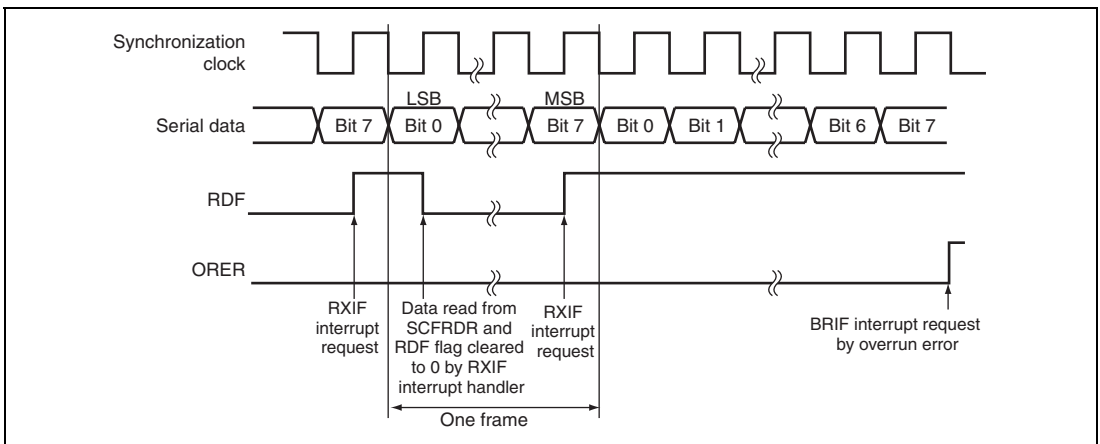 Synchronization
clock
LSB
MSB
Serial data
Bit 7
Bit 0
Bit 7
Bit 0
Bit 1
Bit 6
Bit 7
RDF
ORER
RXIF
interrupt
request
Data read from
SCFRDR and
RDF flag cleared
to 0 by RXIF
interrupt handler
RXIF
interrupt
request
BRIF interrupt request
by overrun error
One frame